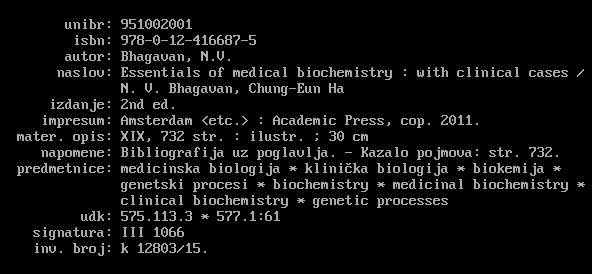 unibr: 951002001
isbn: 978-0-12-416687-5
autor: Bhagavan, N.V.
naslov: Essentials of medical biochemistry : with clinical cases /
N. V. Bhagavan, Chung-Eun Ha
izdanje: 2nd ed.
impresum: Amsterdam <etc.> : Academic Press, cop. 2011.
mater. opis: XIX, 732 str. : ilustr. ; 30 cm
napomene: Bibliografija uz poglavlja. - Kazalo pojmova: str. 732.
predmetnice: medicinska biologija * klinička biologija * biokemija *
genetski procesi * biochemistry * medicinal biochemistry *
clinical biochemistry * genetic processes
udk: 575.113.3 * 577.1:61
signatura: III 1066
inv. broj: k 12803/15.